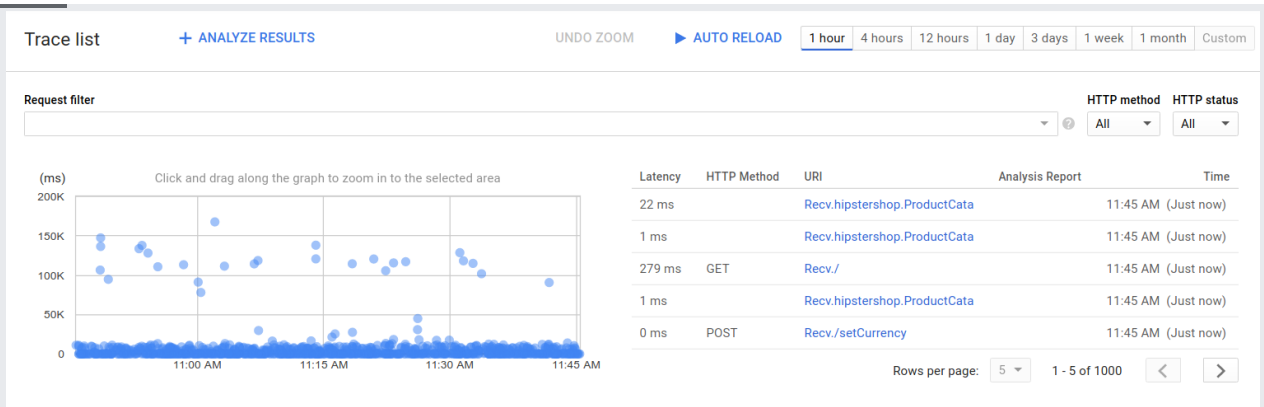 Trace list
ANALYZE RESULTS
UNDO ZOOM
AUTO RELOAD
1 hour
4 hours
12 hours
1 day
3 days
1 week
1 month
Custom
Request filter
HTTP method
HTTP status
All
All
(ms)
Click and drag along the graph to zoom in to the selected area
200K
150K
100K
50K
0
11:00 AM
11:15 AM
11:30 AM
11:45 AM
Latency HTTP Method URI Analysis Report Time
22 ms Recv.hipstershop.ProductCata 11:45 AM (Just now)
1 ms Recv.hipstershop.ProductCata 11:45 AM (Just now)
279 ms GET Recv./ 11:45 AM (Just now)
1 ms Recv.hipstershop.ProductCata 11:45 AM (Just now)
0 ms POST Recv./setCurrency 11:45 AM (Just now)
Rows per page: 5 1 - 5 of 1000